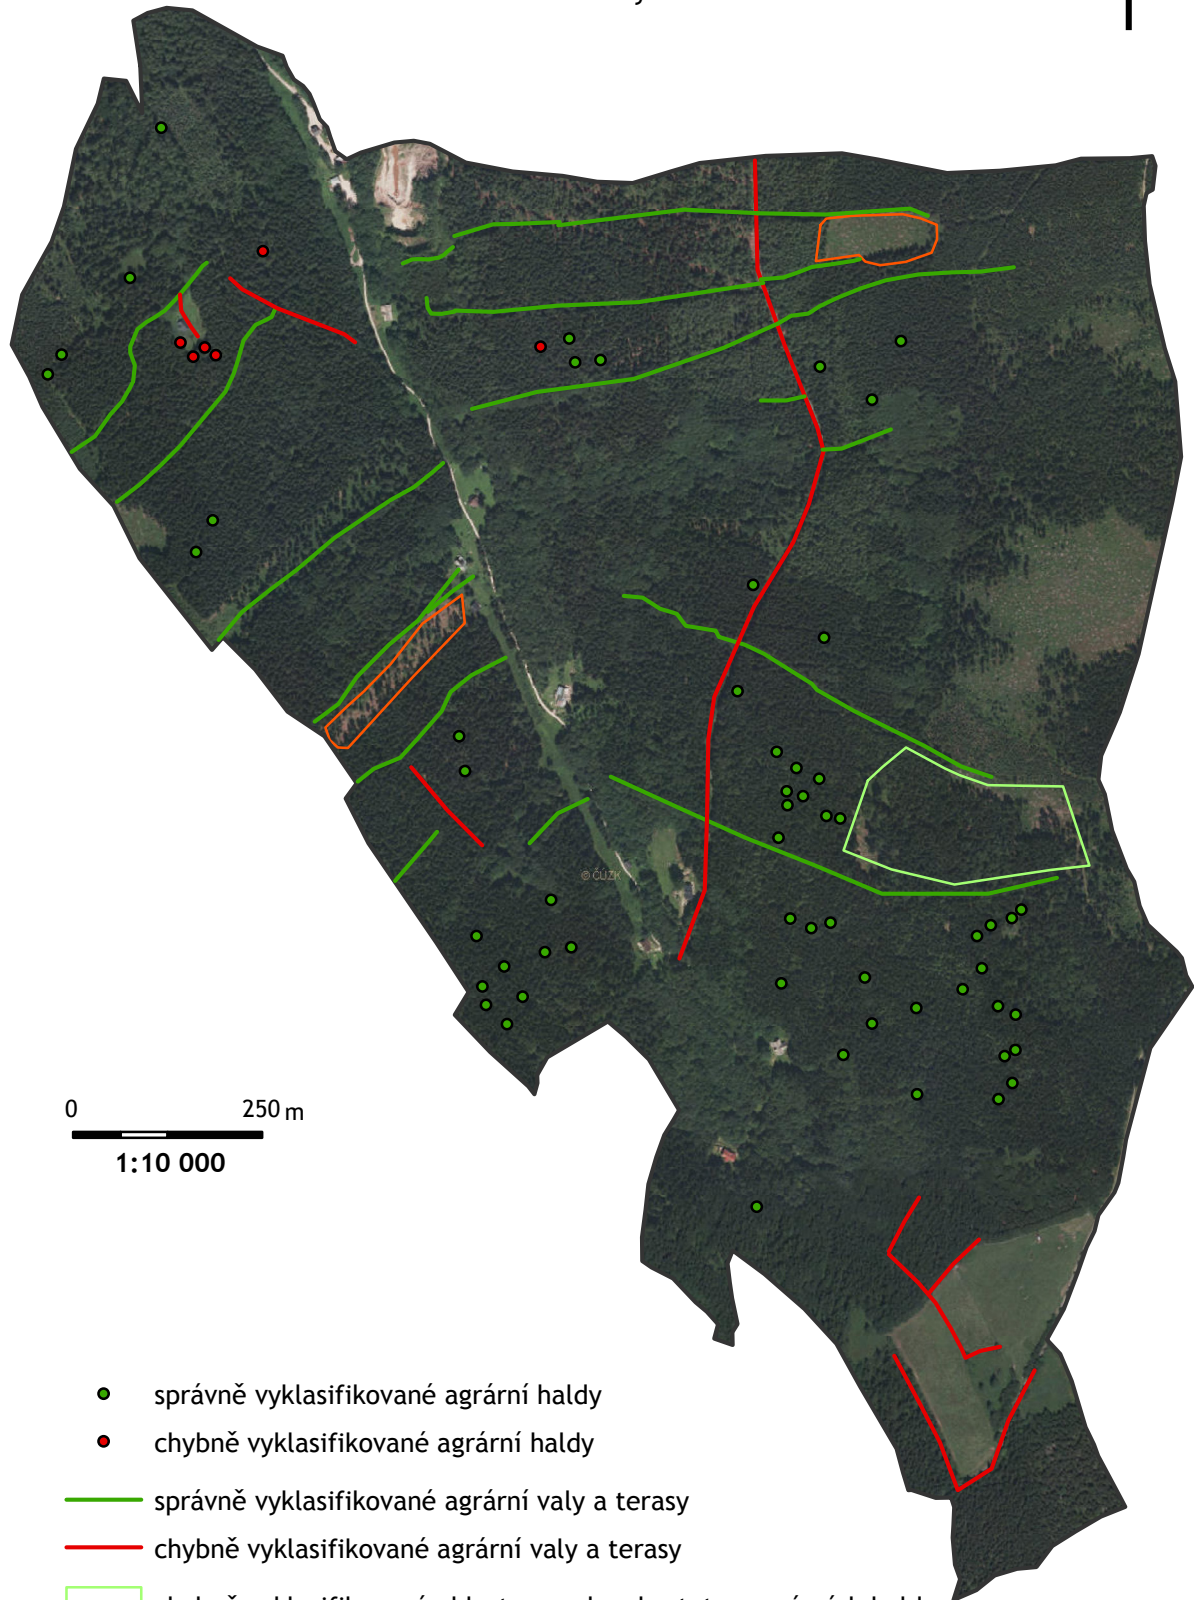 © ČÚZK
0 250 m
1:10 000
správně vyklasifikované agrární haldy
chybně vyklasifikované agrární haldy
správně vyklasifikované agrární valy a terasy
chybně vyklasifikované agrární valy a terasy